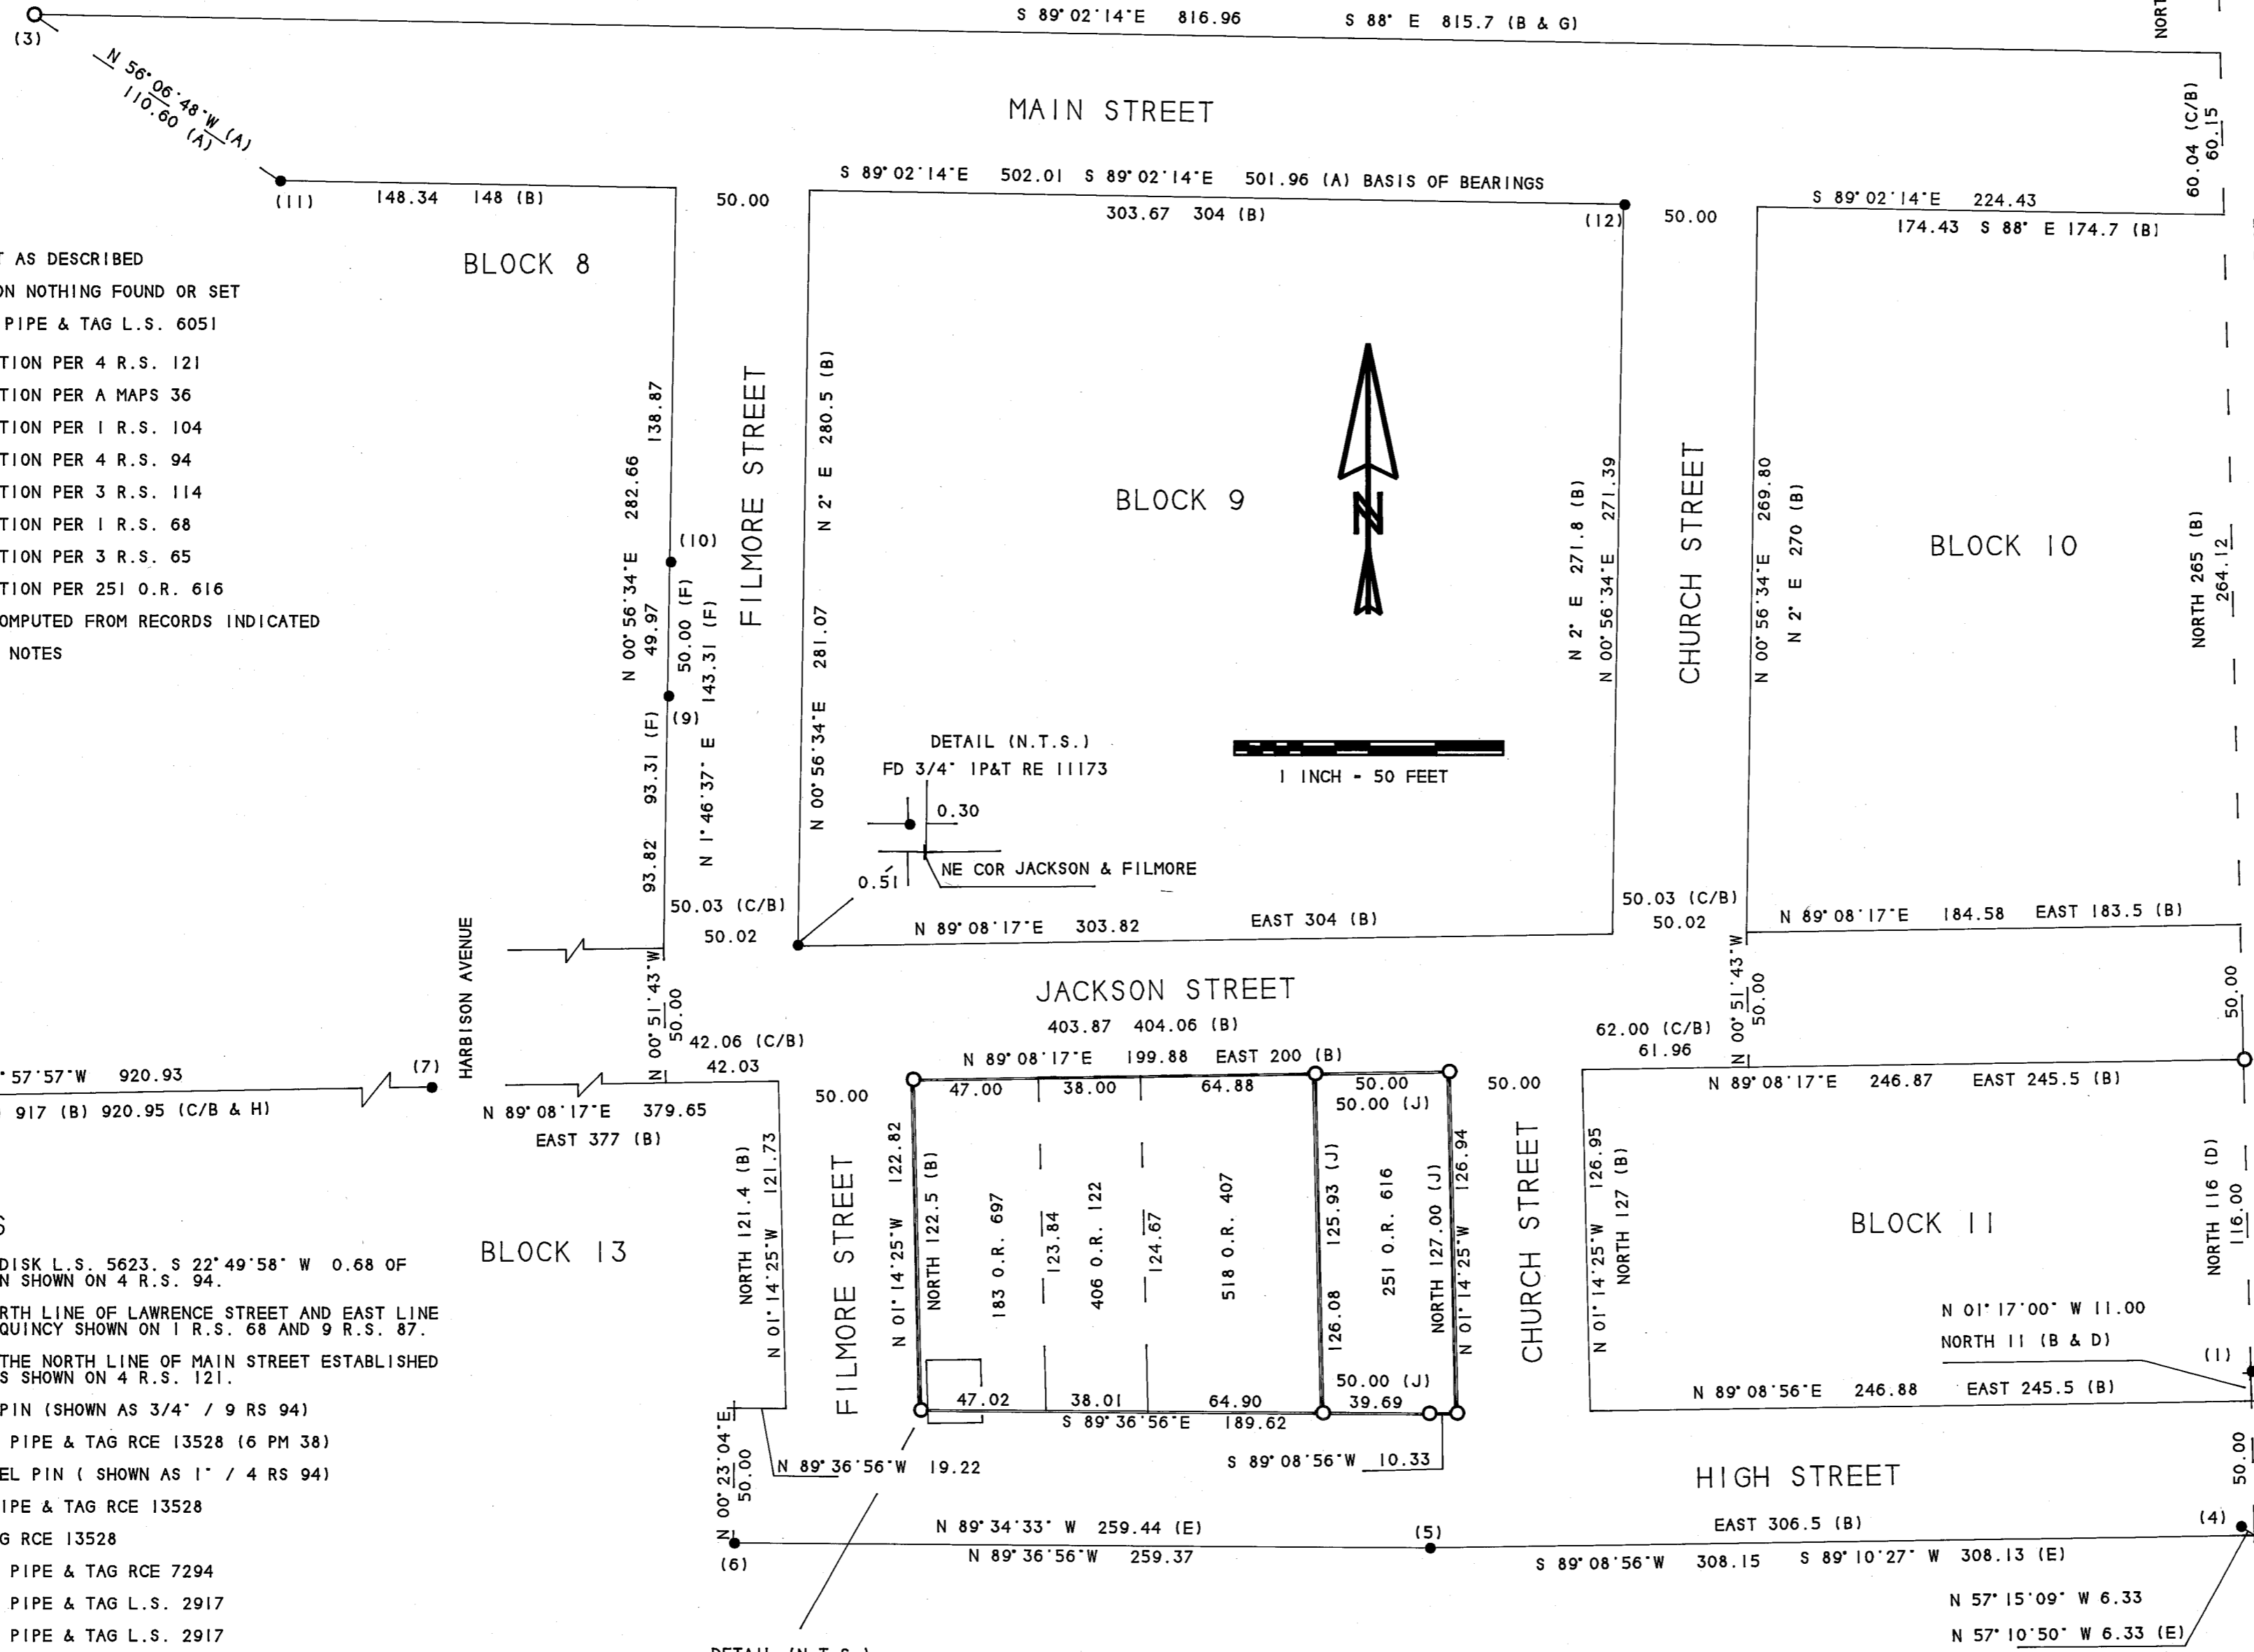 S 89°02'14"E 816.96 S 88° E 815.7 (B & G)
(3)
N 56°06'48"W (A)
110.60 (A)
MAIN STREET
60.04 (C/B)
60.15
S 89°02'14"E 502.01 S 89°02'14"E 501.96 (A) BASIS OF BEARINGS
(11)
148.34 148 (B)
50.00
303.67 304 (B)
(12)
50.00
S 89°02'14"E 224.43
174.43 S 88° E 174.7 (B)
BLOCK 8
AS DESCRIBED
NOTHING FOUND OR SET
PIPE & TAG L.S. 6051
TION PER 4 R.S. 121
TION PER A MAPS 36
TION PER 1 R.S. 104
TION PER 4 R.S. 94
TION PER 3 R.S. 114
TION PER 1 R.S. 68
TION PER 3 R.S. 65
TION PER 251 O.R. 616
OMPUTED FROM RECORDS INDICATED
NOTES
N 00°56'34"E 282.66
138.87
(10)
49.97
50.00 (F)
N 1°46'37" E 143.31 (F)
(9)
93.82 93.31 (F)
FILMORE STREET
N 2° E 280.5 (B)
N 00°56'34"E 281.07
BLOCK 9
N
1 INCH = 50 FEET
DETAIL (N.T.S.)
FD 3/4" IP&T RE 11173
0.30
0.51
NE COR JACKSON & FILMORE
N 2° E 271.8 (B)
N 00°56'34"E 271.39
CHURCH STREET
N 00°56'34"E 269.80
N 2° E 270 (B)
BLOCK 10
NORTH 265 (B)
264.12
50.03 (C/B)
50.02
N 89°08'17"E 303.82 EAST 304 (B)
50.03 (C/B)
50.02
N 89°08'17"E 184.58 EAST 183.5 (B)
HARBISON AVENUE
N 00°51'43"W
50.00
JACKSON STREET
403.87 404.06 (B)
N 00°51'43"W
50.00
50.00
42.06 (C/B)
42.03
62.00 (C/B)
61.96
°57'57"W 920.93
(7)
917 (B) 920.95 (C/B & H)
N 89°08'17"E 379.65
EAST 377 (B)
50.00
N 89°08'17"E 199.88 EAST 200 (B)
47.00 38.00 64.88 50.00
50.00 (J)
50.00
N 89°08'17"E 246.87 EAST 245.5 (B)
BLOCK 13
NORTH 121.4 (B)
N 01°14'25"W 121.73
FILMORE STREET
N 01°14'25"W 122.82
NORTH 122.5 (B)
183 O.R. 697
123.84
406 O.R. 122
124.67
518 O.R. 407
126.08 125.93 (J)
251 O.R. 616
NORTH 127.00 (J)
N 01°14'25"W 126.94
CHURCH STREET
N 01°14'25"W 126.95
NORTH 127 (B)
BLOCK 11
NORTH 116 (D)
116.00
N 01°17'00" W 11.00
NORTH 11 (B & D)
(1)
S
DISK L.S. 5623. S 22°49'58" W 0.68 OF
N SHOWN ON 4 R.S. 94.
RTH LINE OF LAWRENCE STREET AND EAST LINE
QUINCY SHOWN ON 1 R.S. 68 AND 9 R.S. 87.
THE NORTH LINE OF MAIN STREET ESTABLISHED
S SHOWN ON 4 R.S. 121.
PIN (SHOWN AS 3/4" / 9 RS 94)
PIPE & TAG RCE 13528 (6 PM 38)
EL PIN ( SHOWN AS 1" / 4 RS 94)
IPE & TAG RCE 13528
G RCE 13528
PIPE & TAG RCE 7294
PIPE & TAG L.S. 2917
PIPE & TAG L.S. 2917
47.02 38.01 64.90
50.00 (J)
39.69
S 89°36'56"E 189.62
N 89°08'56"E 246.88 EAST 245.5 (B)
N 00°23'04"E
50.00
N 89°36'56"W 19.22
S 89°08'56"W 10.33
HIGH STREET
50.00
(6)
N 89°34'33" W 259.44 (E)
N 89°36'56"W 259.37
(5)
EAST 306.5 (B)
(4)
S 89°08'56"W 308.15 S 89°10'27" W 308.13 (E)
N 57°15'09" W 6.33
N 57°10'50" W 6.33 (E)